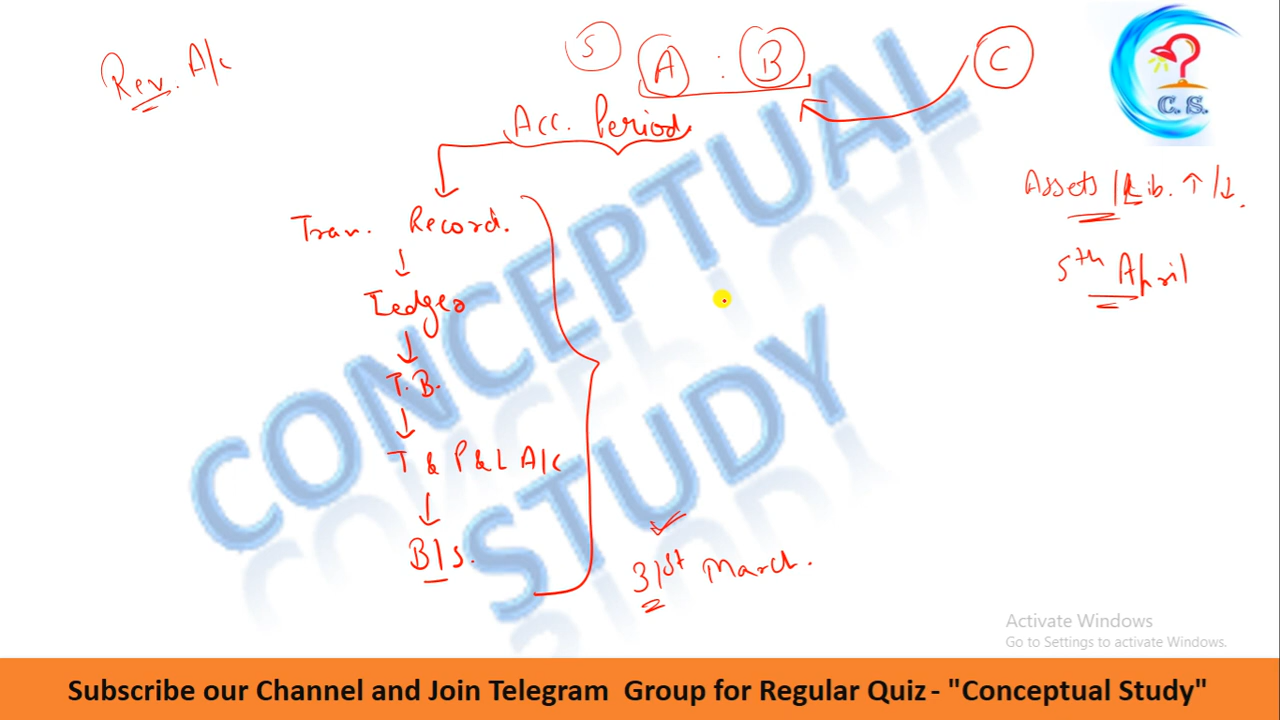 Rev. A/c
S A : B C
Acc. Period
C. S.
Assets / Lib. ↑ / ↓.
5th April
Tran. Record.
↓
Ledger
↓
T. B.
↓
T & P & L A/c
↓
B/s.
31st March.
CONCEPTUAL
STUDY
Activate Windows
Go to Settings to activate Windows.
Subscribe our Channel and Join Telegram Group for Regular Quiz - "Conceptual Study"